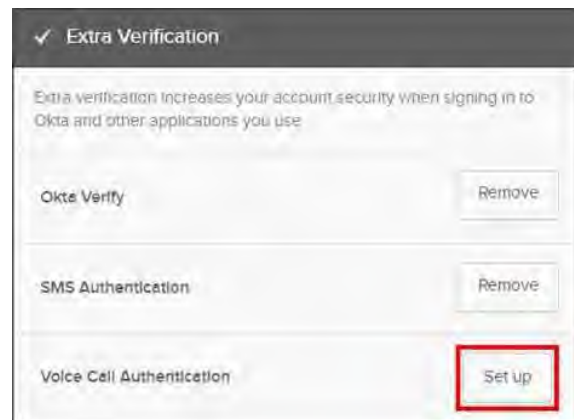 ✓ Extra Verification
Extra verification increases your account security when signing in to
Okta and other applications you use
Okta Verify Remove
SMS Authentication Remove
Voice Call Authentication Set up